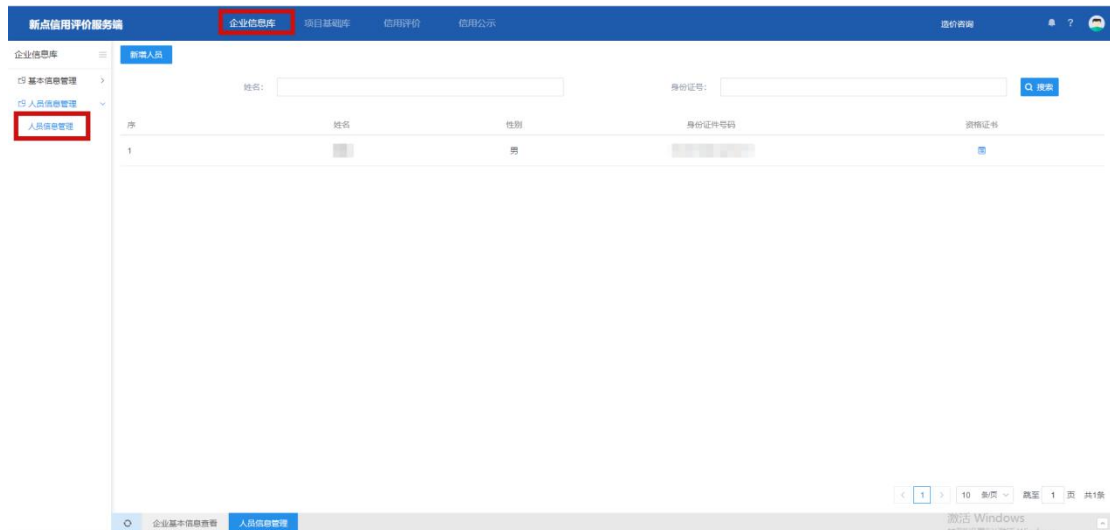 新点信用评价服务端 企业信息库 项目基础库 信用评价 信用公示 造价咨询 ?
企业信息库 新增人员
基本信息管理 姓名: 身份证号: 搜索
人员信息管理
人员信息管理 序 姓名 性别 身份证件号码 资格证书
1 男
< 1 > 10 条/页 跳至 1 页 共1条
企业基本信息查看 人员信息管理
激活 Windows